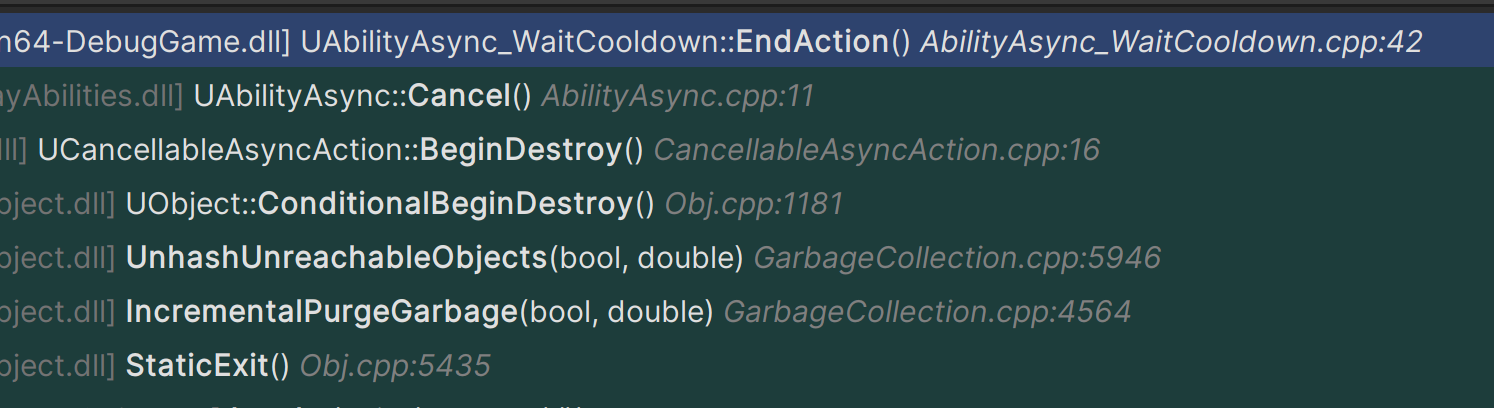 n64-DebugGame.dll] UAbilityAsync_WaitCooldown::EndAction() AbilityAsync_WaitCooldown.cpp:42
ayAbilities.dll] UAbilityAsync::Cancel() AbilityAsync.cpp:11
dll] UCancellableAsyncAction::BeginDestroy() CancellableAsyncAction.cpp:16
bject.dll] UObject::ConditionalBeginDestroy() Obj.cpp:1181
bject.dll] UnhashUnreachableObjects(bool, double) GarbageCollection.cpp:5946
bject.dll] IncrementalPurgeGarbage(bool, double) GarbageCollection.cpp:4564
bject.dll] StaticExit() Obj.cpp:5435